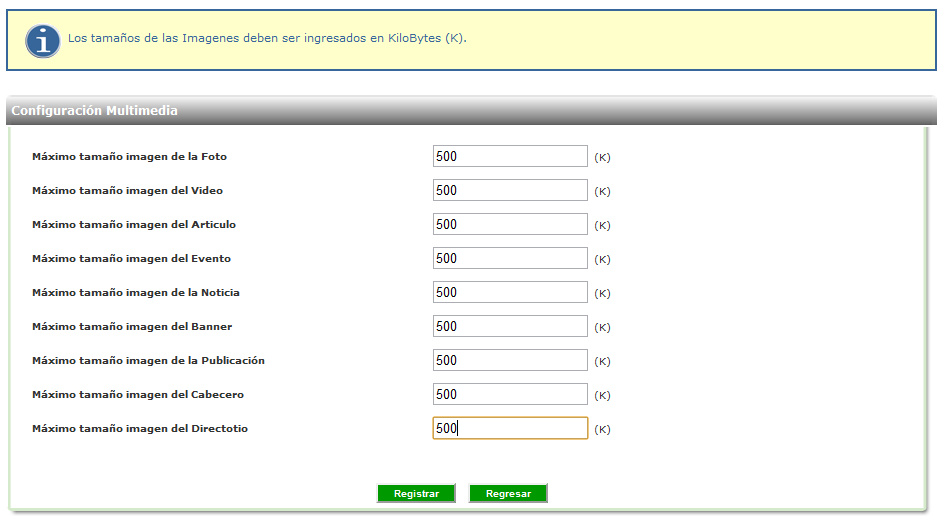 Los tamaños de las Imagenes deben ser ingresados en KiloBytes (K).
Configuración Multimedia
Máximo tamaño imagen de la Foto 500 (K)
Máximo tamaño imagen del Video 500 (K)
Máximo tamaño imagen del Articulo 500 (K)
Máximo tamaño imagen del Evento 500 (K)
Máximo tamaño imagen de la Noticia 500 (K)
Máximo tamaño imagen del Banner 500 (K)
Máximo tamaño imagen de la Publicación 500 (K)
Máximo tamaño imagen del Cabecero 500 (K)
Máximo tamaño imagen del Directotio 500 (K)
Registrar Regresar